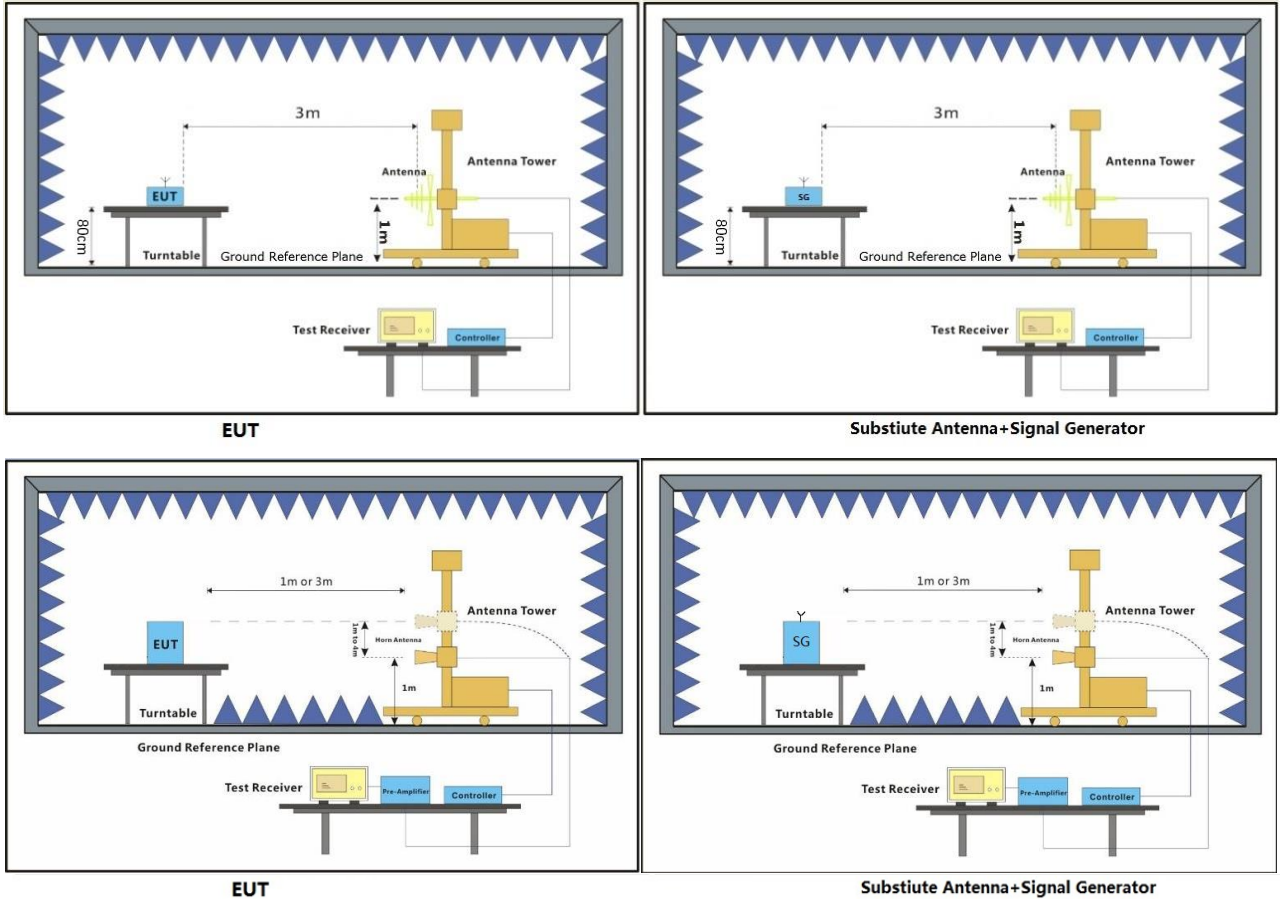 3m
Antenna Tower
Antenna
EUT
80cm
1m
Turntable
Ground Reference Plane
Test Receiver
Controller
EUT
3m
Antenna Tower
Antenna
SG
80cm
1m
Turntable
Ground Reference Plane
Test Receiver
Controller
Substiute Antenna+Signal Generator
1m or 3m
Antenna Tower
1m to 4m
Horn Antenna
EUT
1m
Turntable
Ground Reference Plane
Test Receiver
Pre-Amplifier
Controller
EUT
1m or 3m
Antenna Tower
1m to 4m
Horn Antenna
SG
1m
Turntable
Ground Reference Plane
Test Receiver
Pre-Amplifier
Controller
Substiute Antenna+Signal Generator